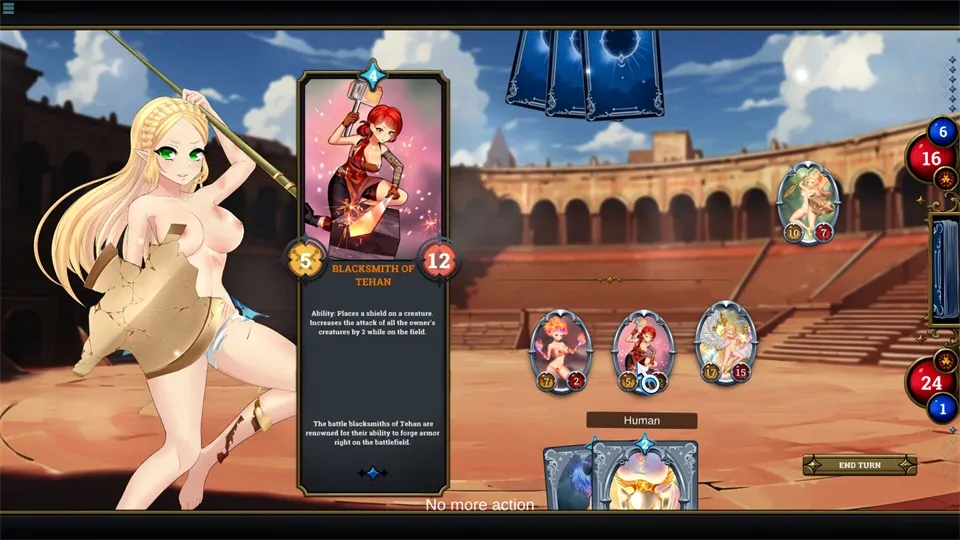 4
5
12
BLACKSMITH OF
TEHAN
Ability: Places a shield on a creature.
Increases the attack of all the owner's
creatures by 2 while on the field.
The battle blacksmiths of Tehan are
renowned for their ability to forge armor
right on the battlefield.
6
16
10
7
7
2
5
17
15
24
1
Human
2
END TURN
No more action